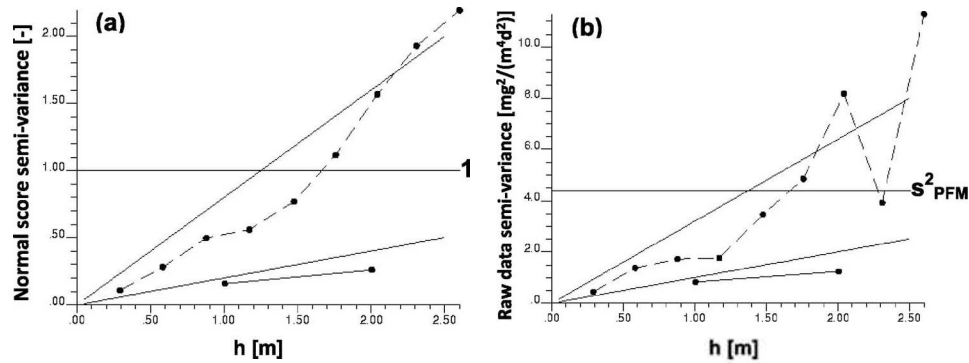 (a)
Normal score semi-variance [-]
2.00
1.50
1.00
.50
.00
1
.00 .50 1.00 1.50 2.00 2.50
h [m]
(b)
Raw data semi-variance [mg²/(m⁴d²)]
10.0
8.0
6.0
4.0
2.0
.0
s²PFM
.00 .50 1.00 1.50 2.00 2.50
h [m]